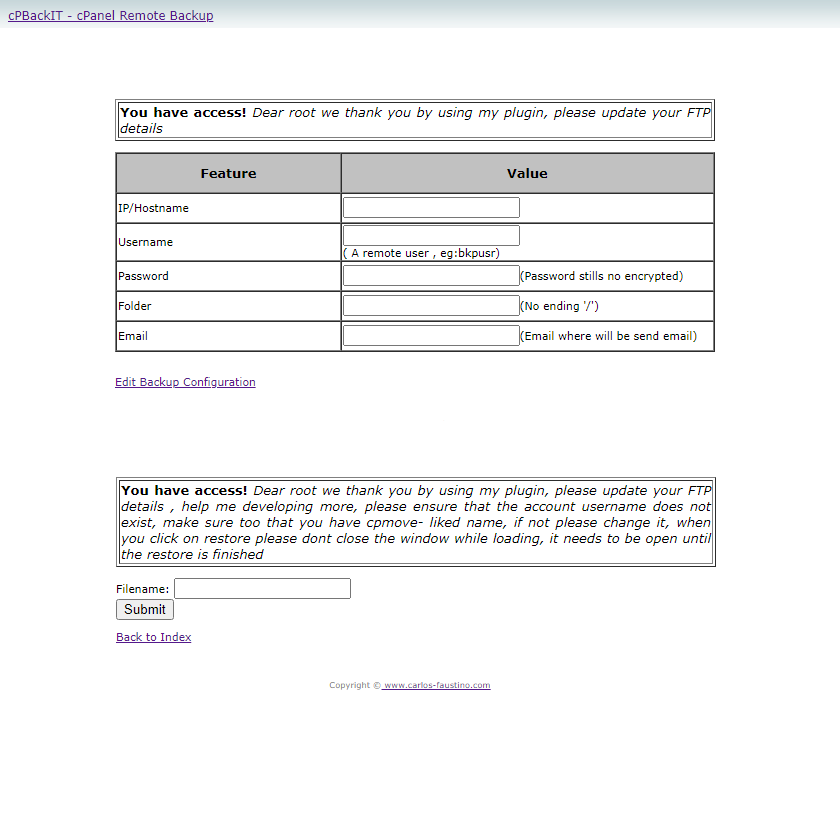 cPBackIT - cPanel Remote Backup
You have access! Dear root we thank you by using my plugin, please update your FTP
details
Feature Value
IP/Hostname
Username
( A remote user , eg:bkpusr)
Password (Password stills no encrypted)
Folder (No ending '/')
Email (Email where will be send email)
Edit Backup Configuration
You have access! Dear root we thank you by using my plugin, please update your FTP
details , help me developing more, please ensure that the account username does not
exist, make sure too that you have cpmove- liked name, if not please change it, when
you click on restore please dont close the window while loading, it needs to be open until
the restore is finished
Filename:
Submit
Back to Index
Copyright © www.carlos-faustino.com